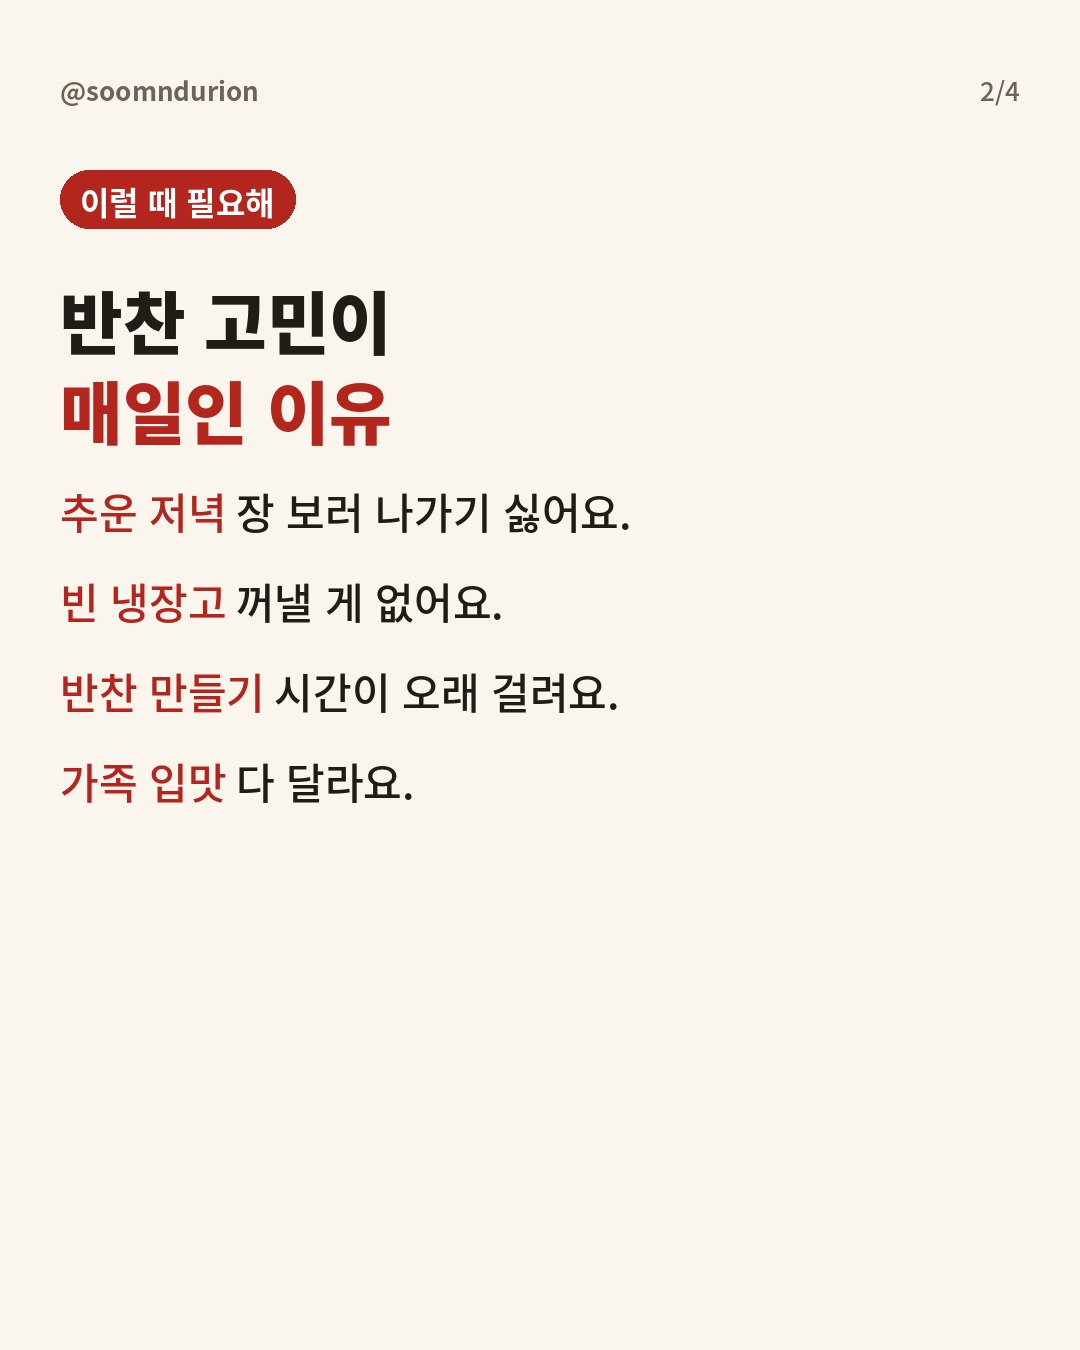 @soomndurion
2/4
이럴 때 필요해
반찬 고민이
매일인 이유
추운 저녁 장 보러 나가기 싫어요.
빈 냉장고 꺼낼 게 없어요.
반찬 만들기 시간이 오래 걸려요.
가족 입맛 다 달라요.